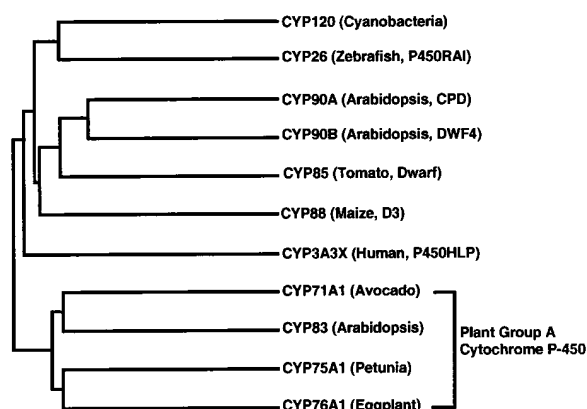 CYP120 (Cyanobacteria)
CYP26 (Zebrafish, P450RAI)
CYP90A (Arabidopsis, CPD)
CYP90B (Arabidopsis, DWF4)
CYP85 (Tomato, Dwarf)
CYP88 (Maize, D3)
CYP3A3X (Human, P450HLP)
CYP71A1 (Avocado)
CYP83 (Arabidopsis)
Plant Group A
Cytochrome P-450
CYP75A1 (Petunia)
CYP76A1 (Eggplant)